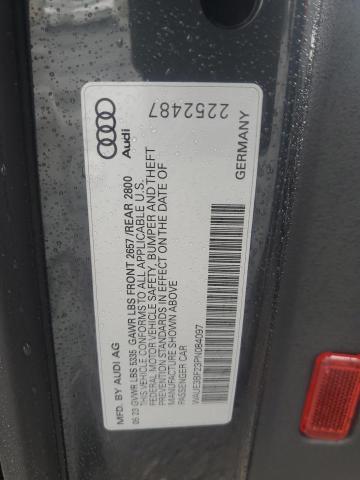 Audi
2252487
GERMANY
MFD. BY AUDI AG
05 23 GVWR LBS 5335 GAWR LBS FRONT 2657 /REAR 2800
THIS VEHICLE CONFORMS TO ALL APPLICABLE U.S.
FEDERAL MOTOR VEHICLE SAFETY, BUMPER AND THEFT
PREVENTION STANDARDS IN EFFECT ON THE DATE OF
MANUFACTURE SHOWN ABOVE
PASSENGER CAR
WAUE3BF23PN084097